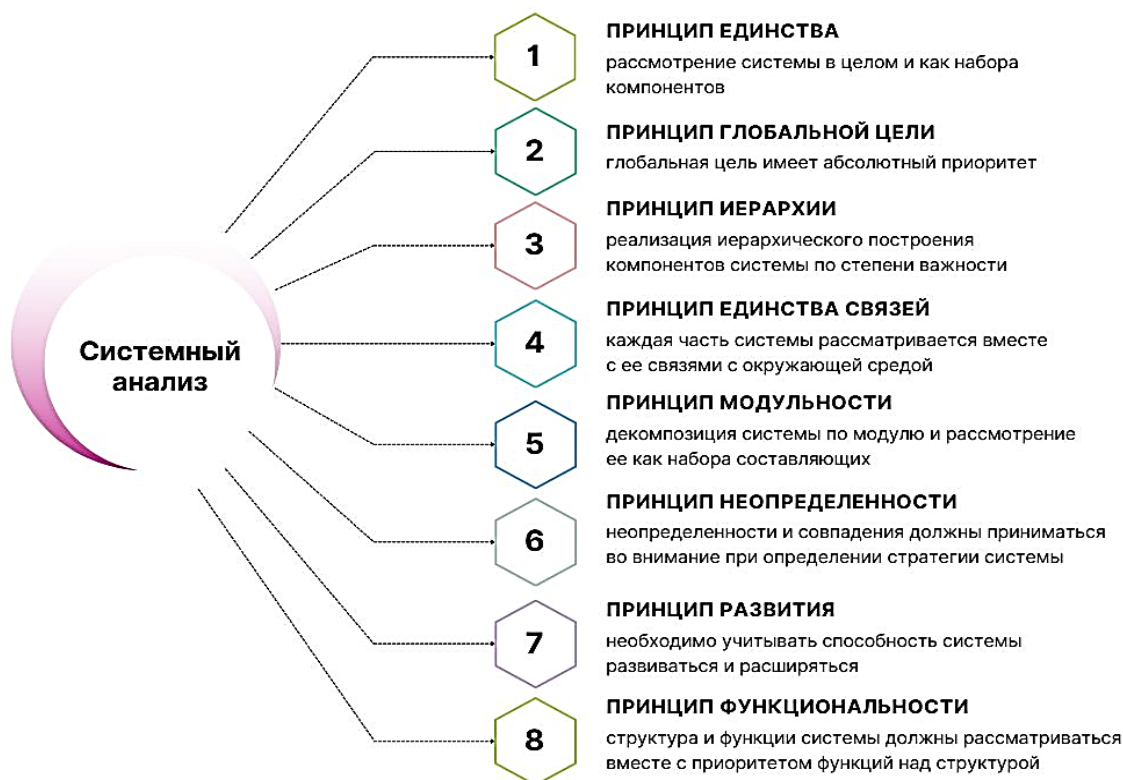 Системный
анализ
1
ПРИНЦИП ЕДИНСТВА
рассмотрение системы в целом и как набора
компонентов
2
ПРИНЦИП ГЛОБАЛЬНОЙ ЦЕЛИ
глобальная цель имеет абсолютный приоритет
3
ПРИНЦИП ИЕРАРХИИ
реализация иерархического построения
компонентов системы по степени важности
4
ПРИНЦИП ЕДИНСТВА СВЯЗЕЙ
каждая часть системы рассматривается вместе
с ее связями с окружающей средой
5
ПРИНЦИП МОДУЛЬНОСТИ
декомпозиция системы по модулю и рассмотрение
ее как набора составляющих
6
ПРИНЦИП НЕОПРЕДЕЛЕННОСТИ
неопределенности и совпадения должны приниматься
во внимание при определении стратегии системы
7
ПРИНЦИП РАЗВИТИЯ
необходимо учитывать способность системы
развиваться и расширяться
8
ПРИНЦИП ФУНКЦИОНАЛЬНОСТИ
структура и функции системы должны рассматриваться
вместе с приоритетом функций над структурой